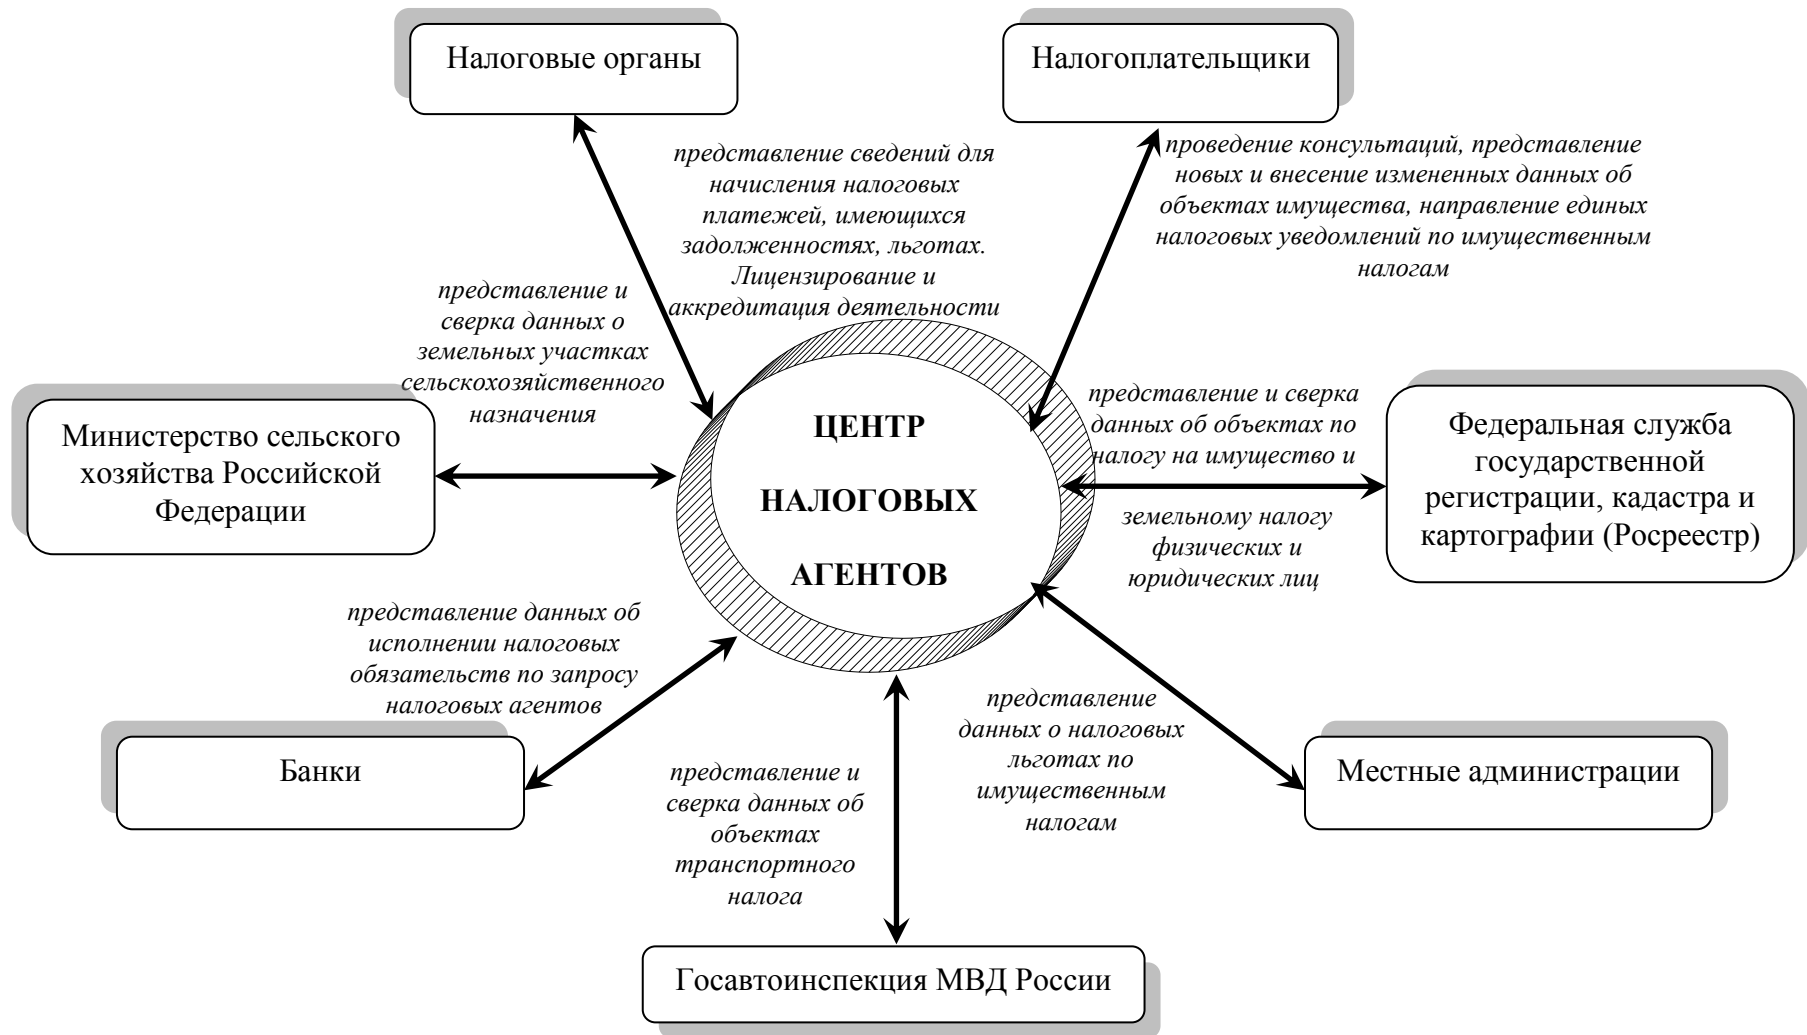 Налоговые органы
Налогоплательщики
представление сведений для
начисления налоговых
платежей, имеющихся
задолженностях, льготах.
Лицензирование и
аккредитация деятельности
проведение консультаций, представление
новых и внесение измененных данных об
объектах имущества, направление единых
налоговых уведомлений по имущественным
налогам
представление и
сверка данных о
земельных участках
сельскохозяйственного
назначения
Министерство сельского
хозяйства Российской
Федерации
ЦЕНТР
НАЛОГОВЫХ
АГЕНТОВ
представление и сверка
данных об объектах по
налогу на имущество и
земельному налогу
физических и
юридических лиц
Федеральная служба
государственной
регистрации, кадастра и
картографии (Росреестр)
представление данных об
исполнении налоговых
обязательств по запросу
налоговых агентов
Банки
представление и
сверка данных об
объектах
транспортного
налога
представление
данных о налоговых
льготах по
имущественным
налогам
Местные администрации
Госавтоинспекция МВД России